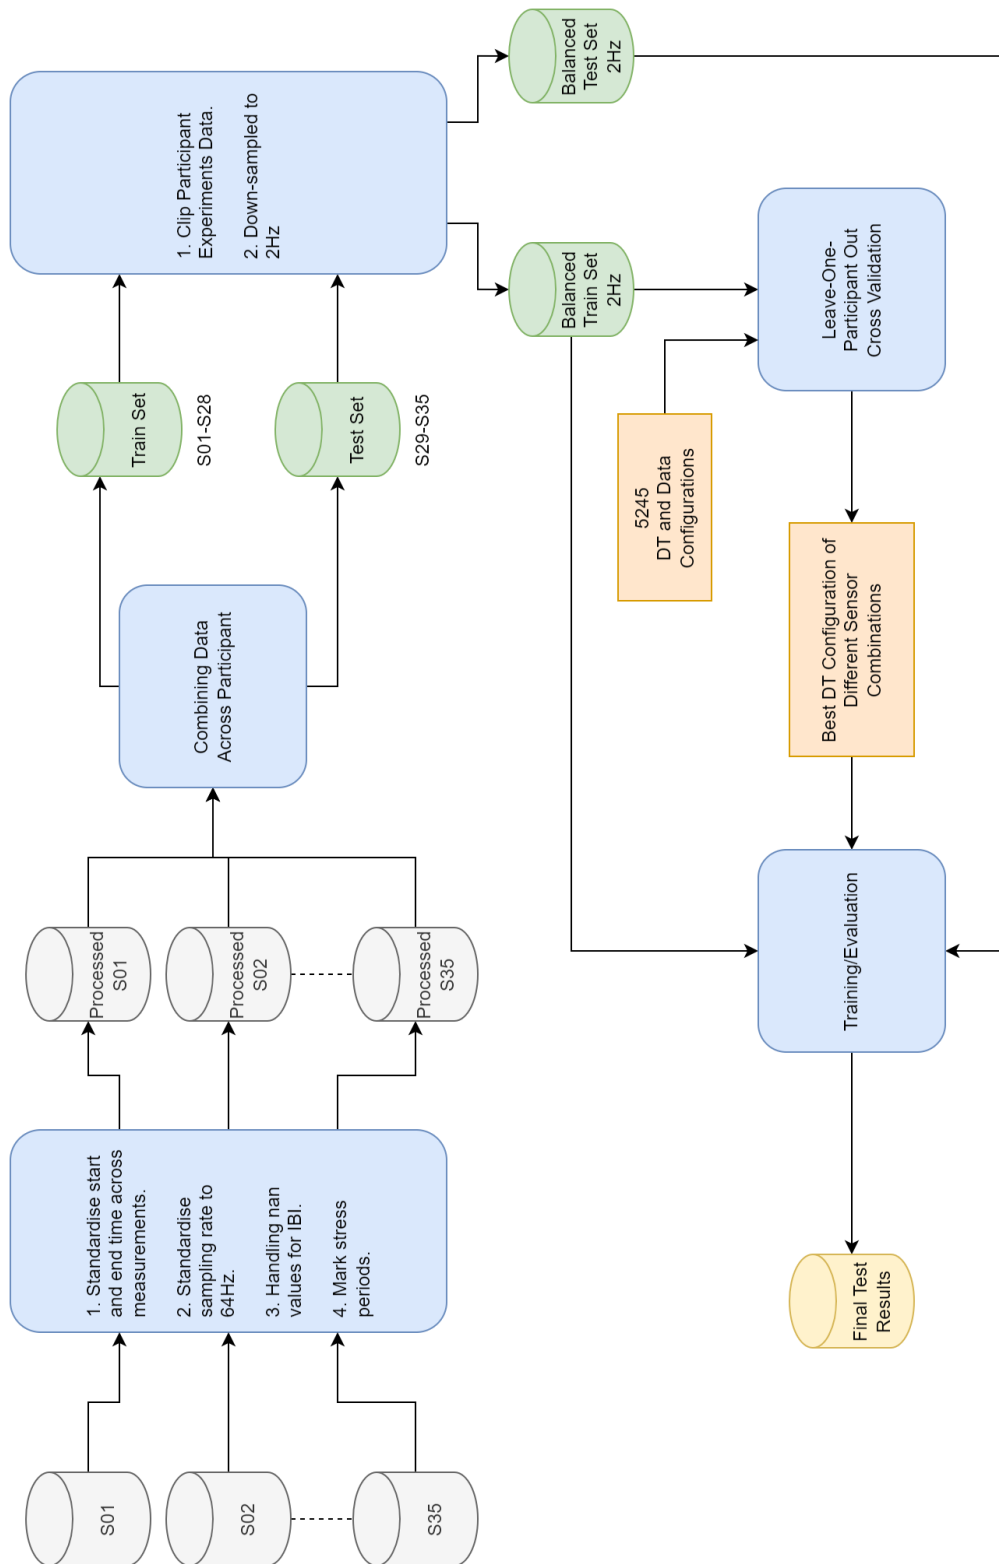 S01
S02
S35
1. Standardise start
and end time across
measurements.
2. Standardise
sampling rate to
64Hz.
3. Handling nan
values for IBI.
4. Mark stress
periods.
Processed
S01
Processed
S02
Processed
S35
Combining Data
Across Participant
Train Set
S01-S28
Test Set
S29-S35
1. Clip Participant
Experiments Data.
2. Down-sampled to
2Hz
Balanced
Test Set
2Hz
Balanced
Train Set
2Hz
5245
DT and Data
Configurations
Leave-One-
Participant Out
Cross Validation
Best DT Configuration of
Different Sensor
Combinations
Training/Evaluation
Final Test
Results